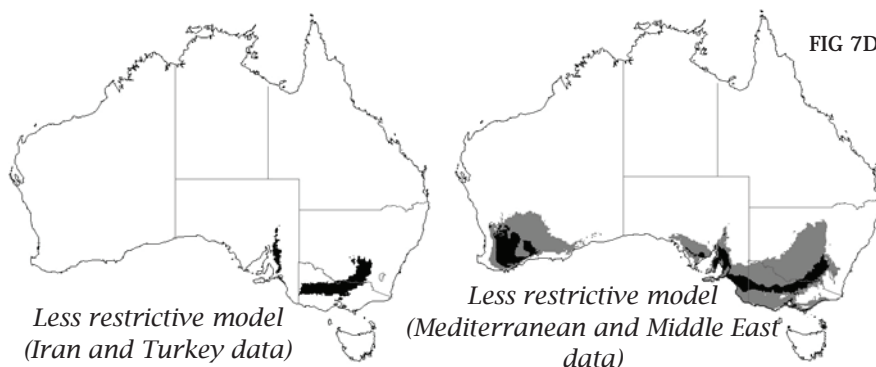 FIG 7D
Less restrictive model
(Iran and Turkey data)
Less restrictive model
(Mediterranean and Middle East
data)